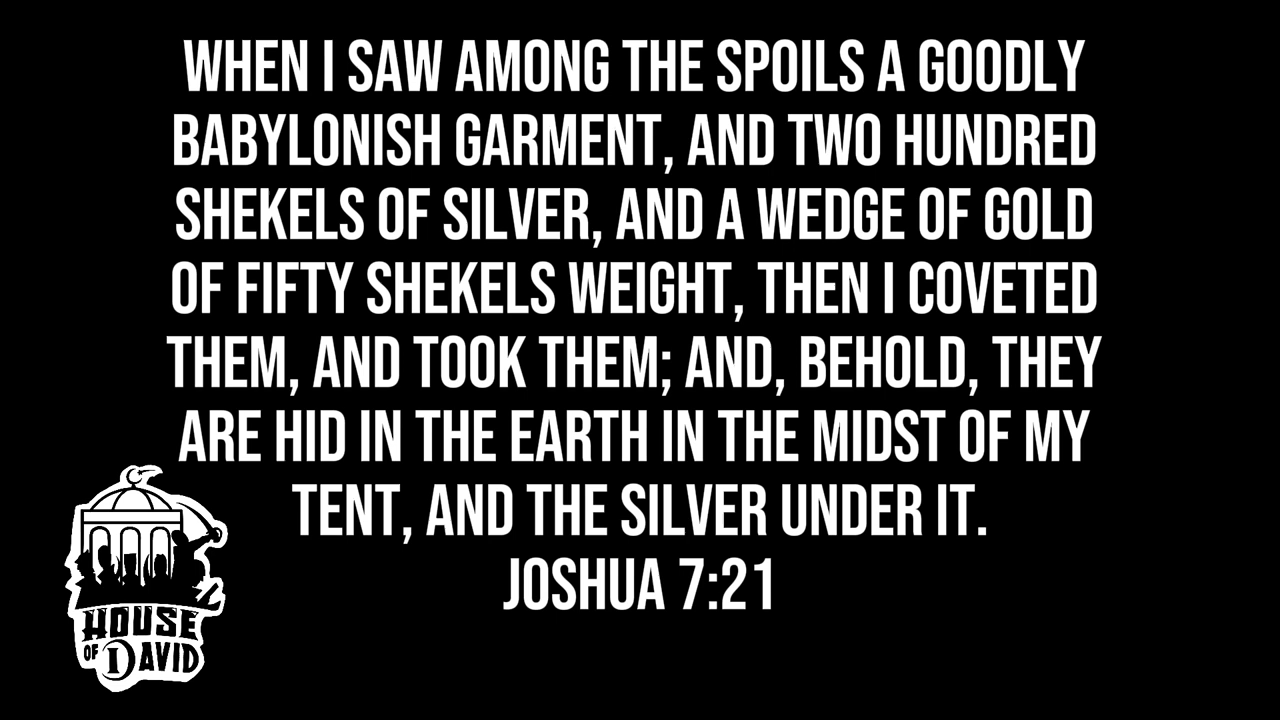 WHEN I SAW AMONG THE SPOILS A GOODLY
BABYLONISH GARMENT, AND TWO HUNDRED
SHEKELS OF SILVER, AND A WEDGE OF GOLD
OF FIFTY SHEKELS WEIGHT, THEN I COVETED
THEM, AND TOOK THEM; AND, BEHOLD, THEY
ARE HID IN THE EARTH IN THE MIDST OF MY
TENT, AND THE SILVER UNDER IT.
JOSHUA 7:21
HOUSE
OF DAVID